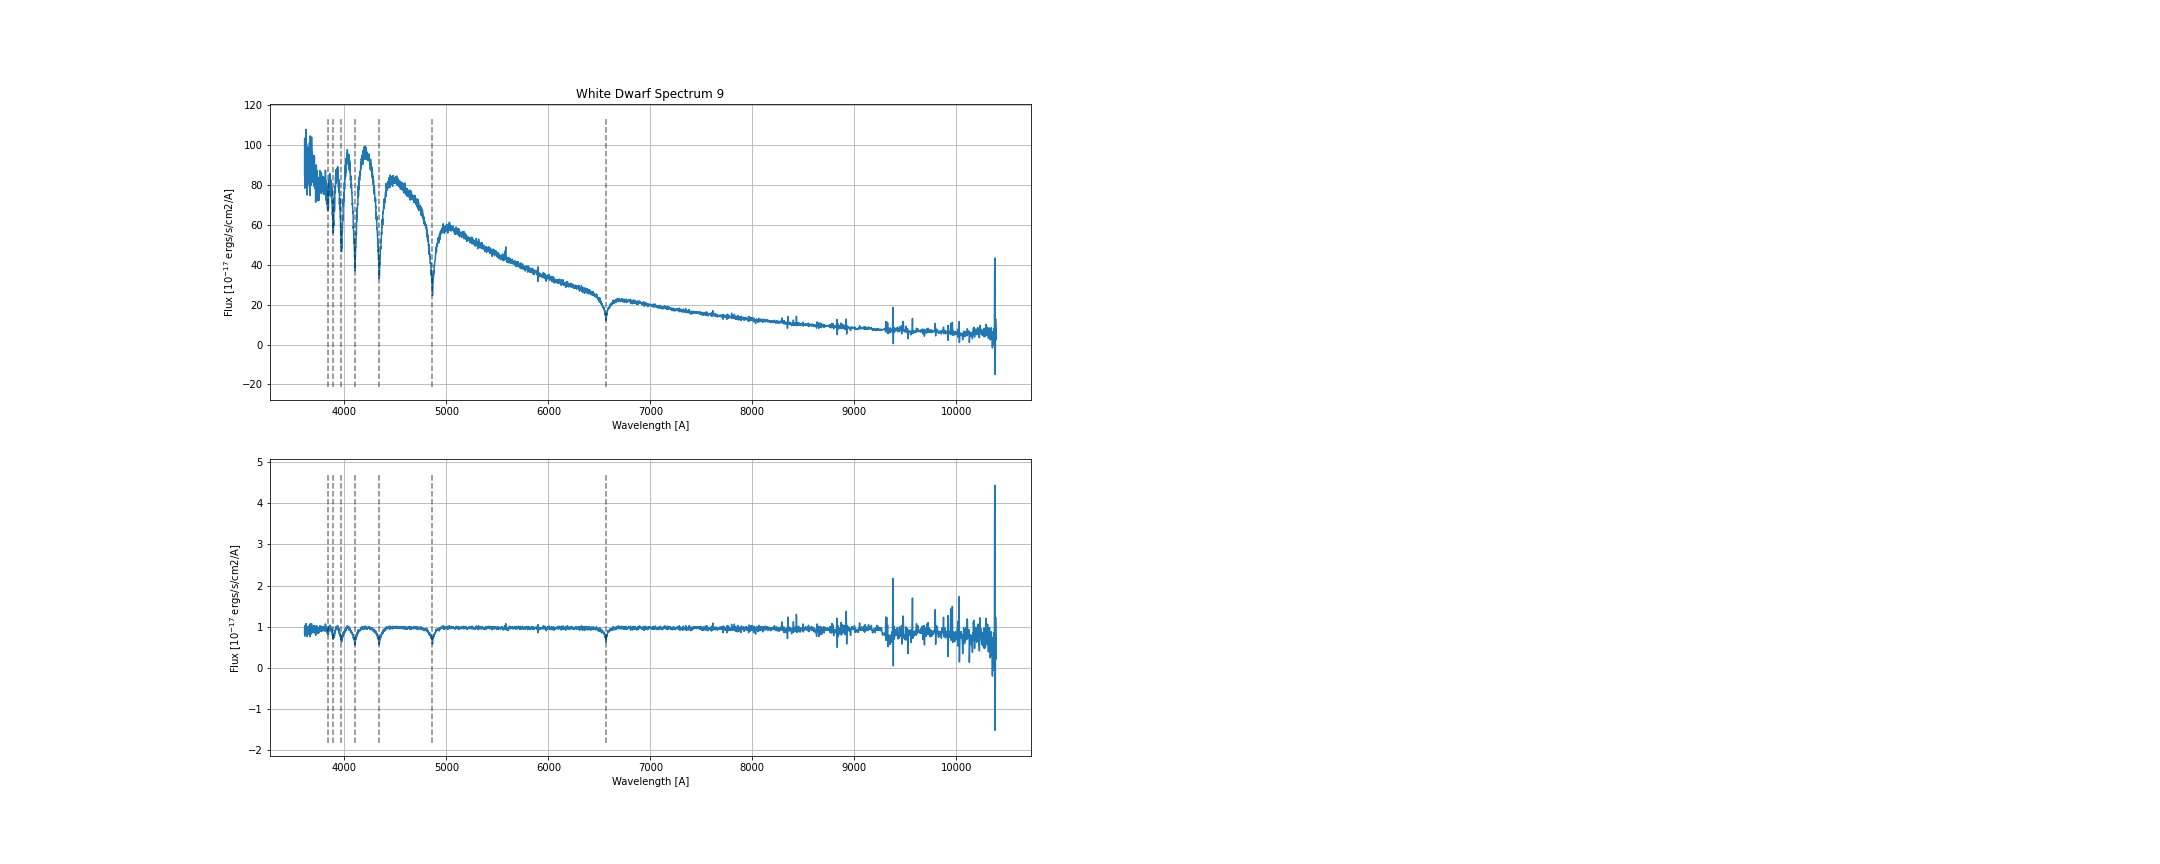 White Dwarf Spectrum 9
120
100
80
60
40
20
0
−20
Flux [10⁻¹⁷ ergs/s/cm2/A]
4000 5000 6000 7000 8000 9000 10000
Wavelength [A]
5
4
3
2
1
0
−1
−2
Flux [10⁻¹⁷ ergs/s/cm2/A]
4000 5000 6000 7000 8000 9000 10000
Wavelength [A]